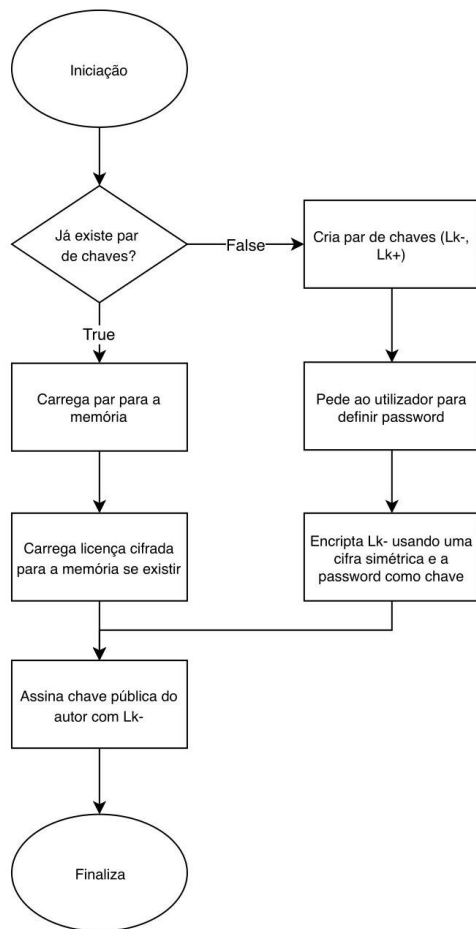 Iniciação
Já existe par
de chaves?
False
Cria par de chaves (Lk-,
Lk+)
True
Carrega par para a
memória
Pede ao utilizador para
definir password
Carrega licença cifrada
para a memória se existir
Encripta Lk- usando uma
cifra simétrica e a
password como chave
Assina chave pública do
autor com Lk-
Finaliza